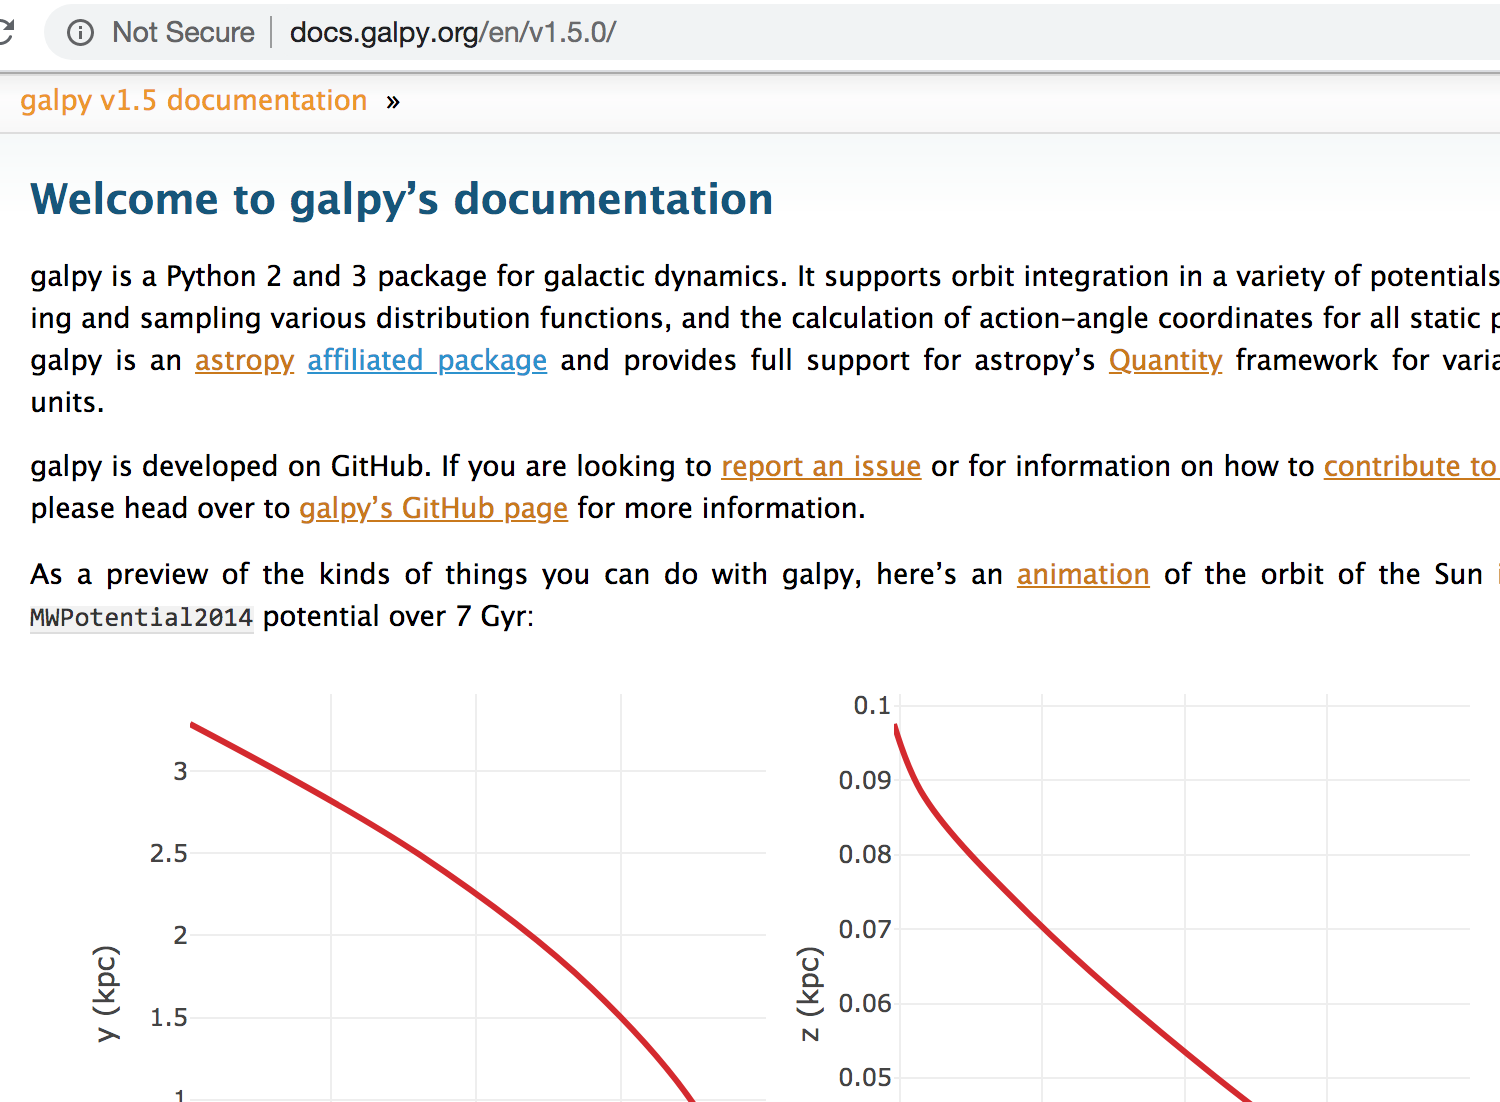 Not Secure docs.galpy.org/en/v1.5.0/
galpy v1.5 documentation »
Welcome to galpy’s documentation
galpy is a Python 2 and 3 package for galactic dynamics. It supports orbit integration in a variety of potentials
ing and sampling various distribution functions, and the calculation of action-angle coordinates for all static
galpy is an astropy affiliated package and provides full support for astropy’s Quantity framework for
units.
galpy is developed on GitHub. If you are looking to report an issue or for information on how to contribute to
please head over to galpy’s GitHub page for more information.
As a preview of the kinds of things you can do with galpy, here’s an animation of the orbit of the Sun
MWPotential2014 potential over 7 Gyr:
3
2.5
2
1.5
1
y (kpc)
0.1
0.09
0.08
0.07
0.06
0.05
z (kpc)